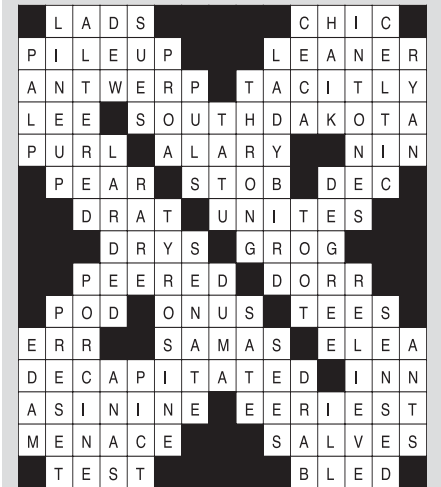 LADS CHIC
PILEUP LEANER
ANTWERP TACITLY
LEE SOUTHDAKOTA
PURL ALARY NIN
PEAR STOB DEC
DRAT UNITES
DRYS GROG
PEERED DORR
POD ONUS TEES
ERR SAMAS ELEA
DECAPITATED INN
ASININE EERIEST
MENACE SALVES
TEST BLED